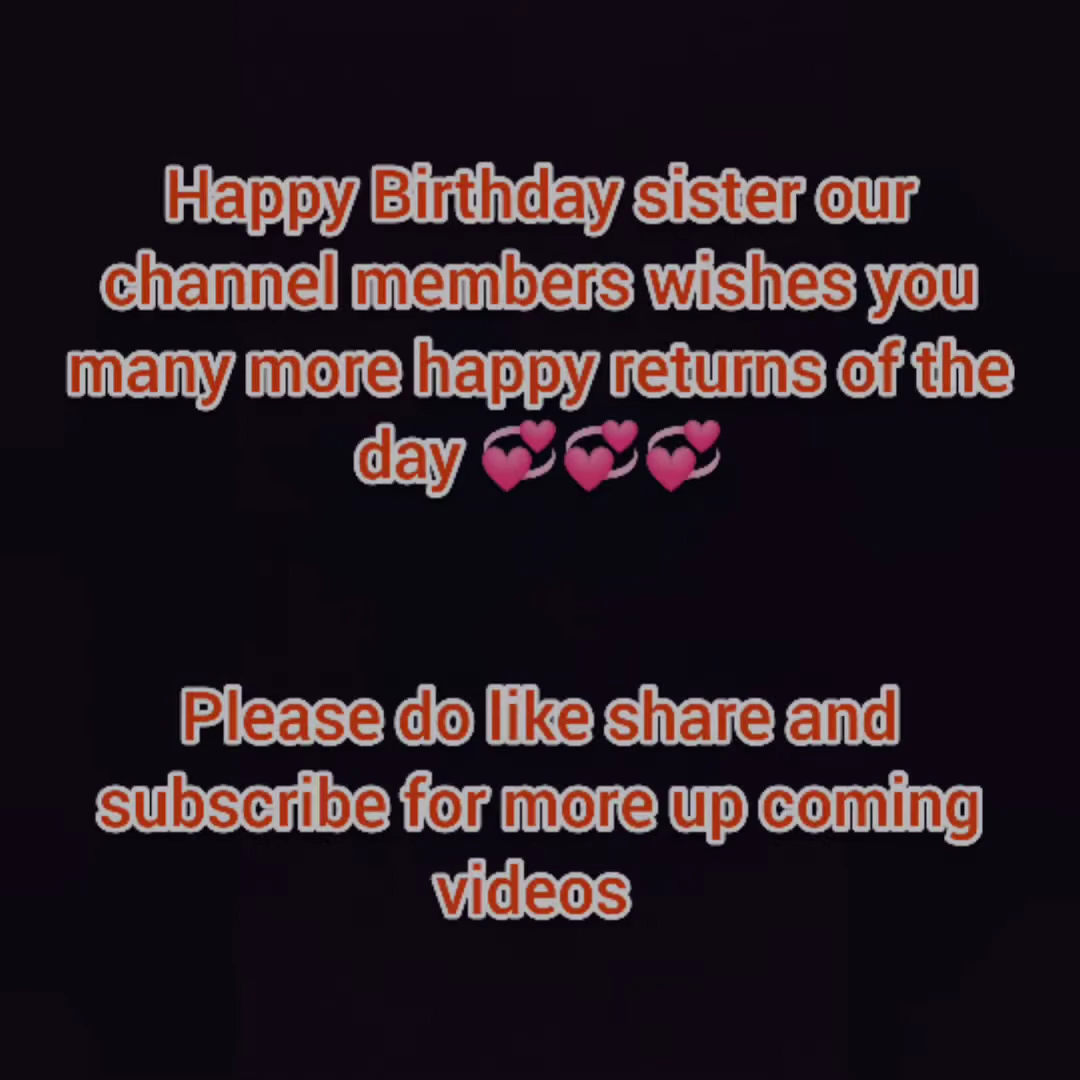 Happy Birthday sister our
channel members wishes you
many more happy returns of the
day 💞💞💞
Please do like share and
subscribe for more up coming
videos